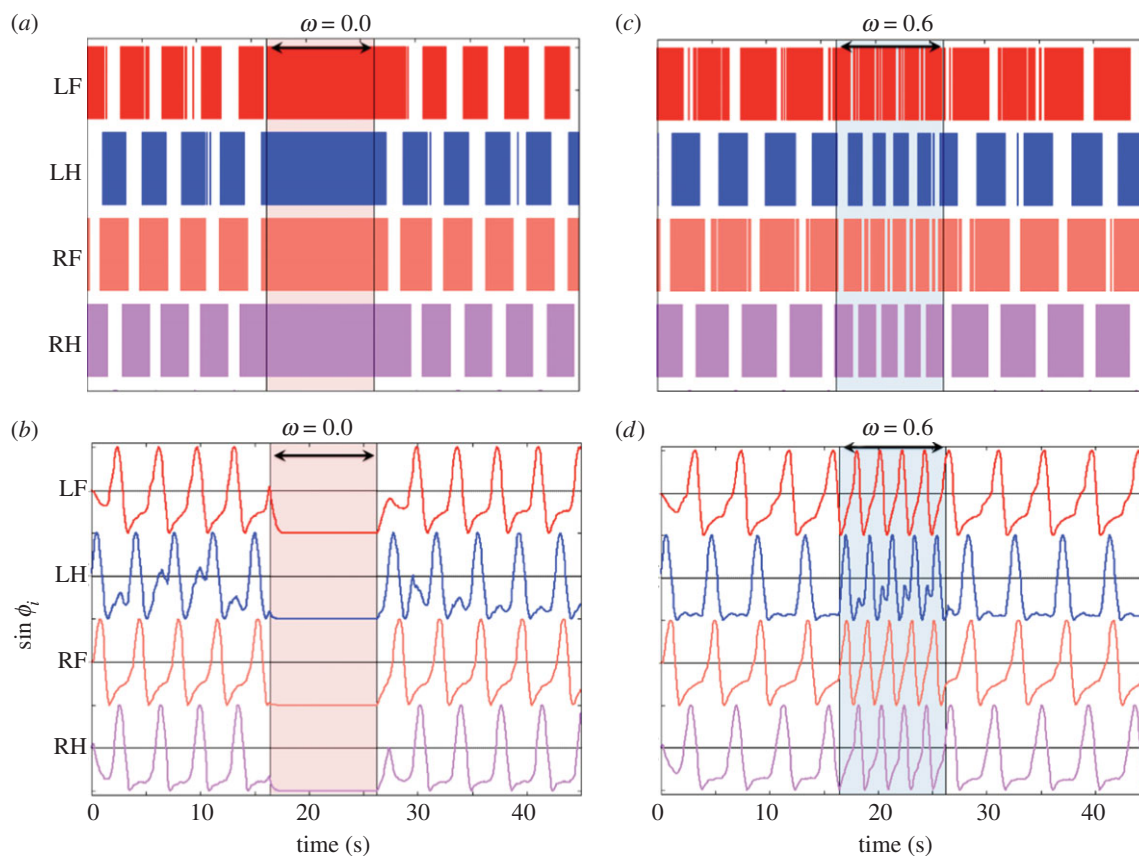 (a) ω = 0.0
LF
LH
RF
RH
(c) ω = 0.6
(b) ω = 0.0
LF
LH
RF
RH
sin ϕi
0 10 20 30 40
time (s)
(d) ω = 0.6
0 10 20 30 40
time (s)